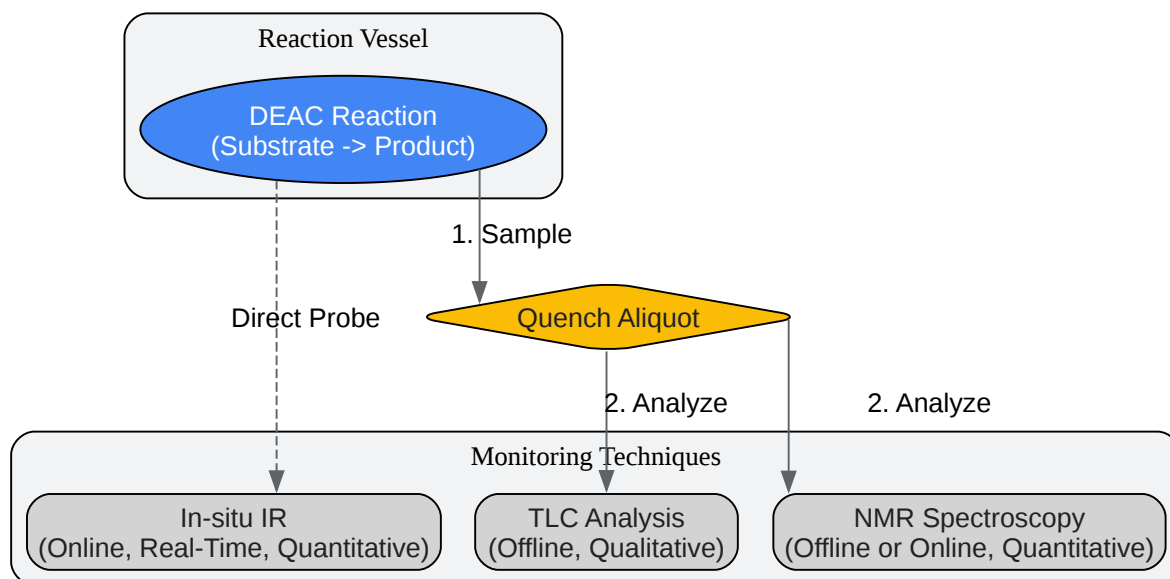 Reaction Vessel
DEAC Reaction
(Substrate -> Product)
1. Sample
Direct Probe
Quench Aliquot
2. Analyze
2. Analyze
Monitoring Techniques
In-situ IR
(Online, Real-Time, Quantitative)
TLC Analysis
(Offline, Qualitative)
NMR Spectroscopy
(Offline or Online, Quantitative)